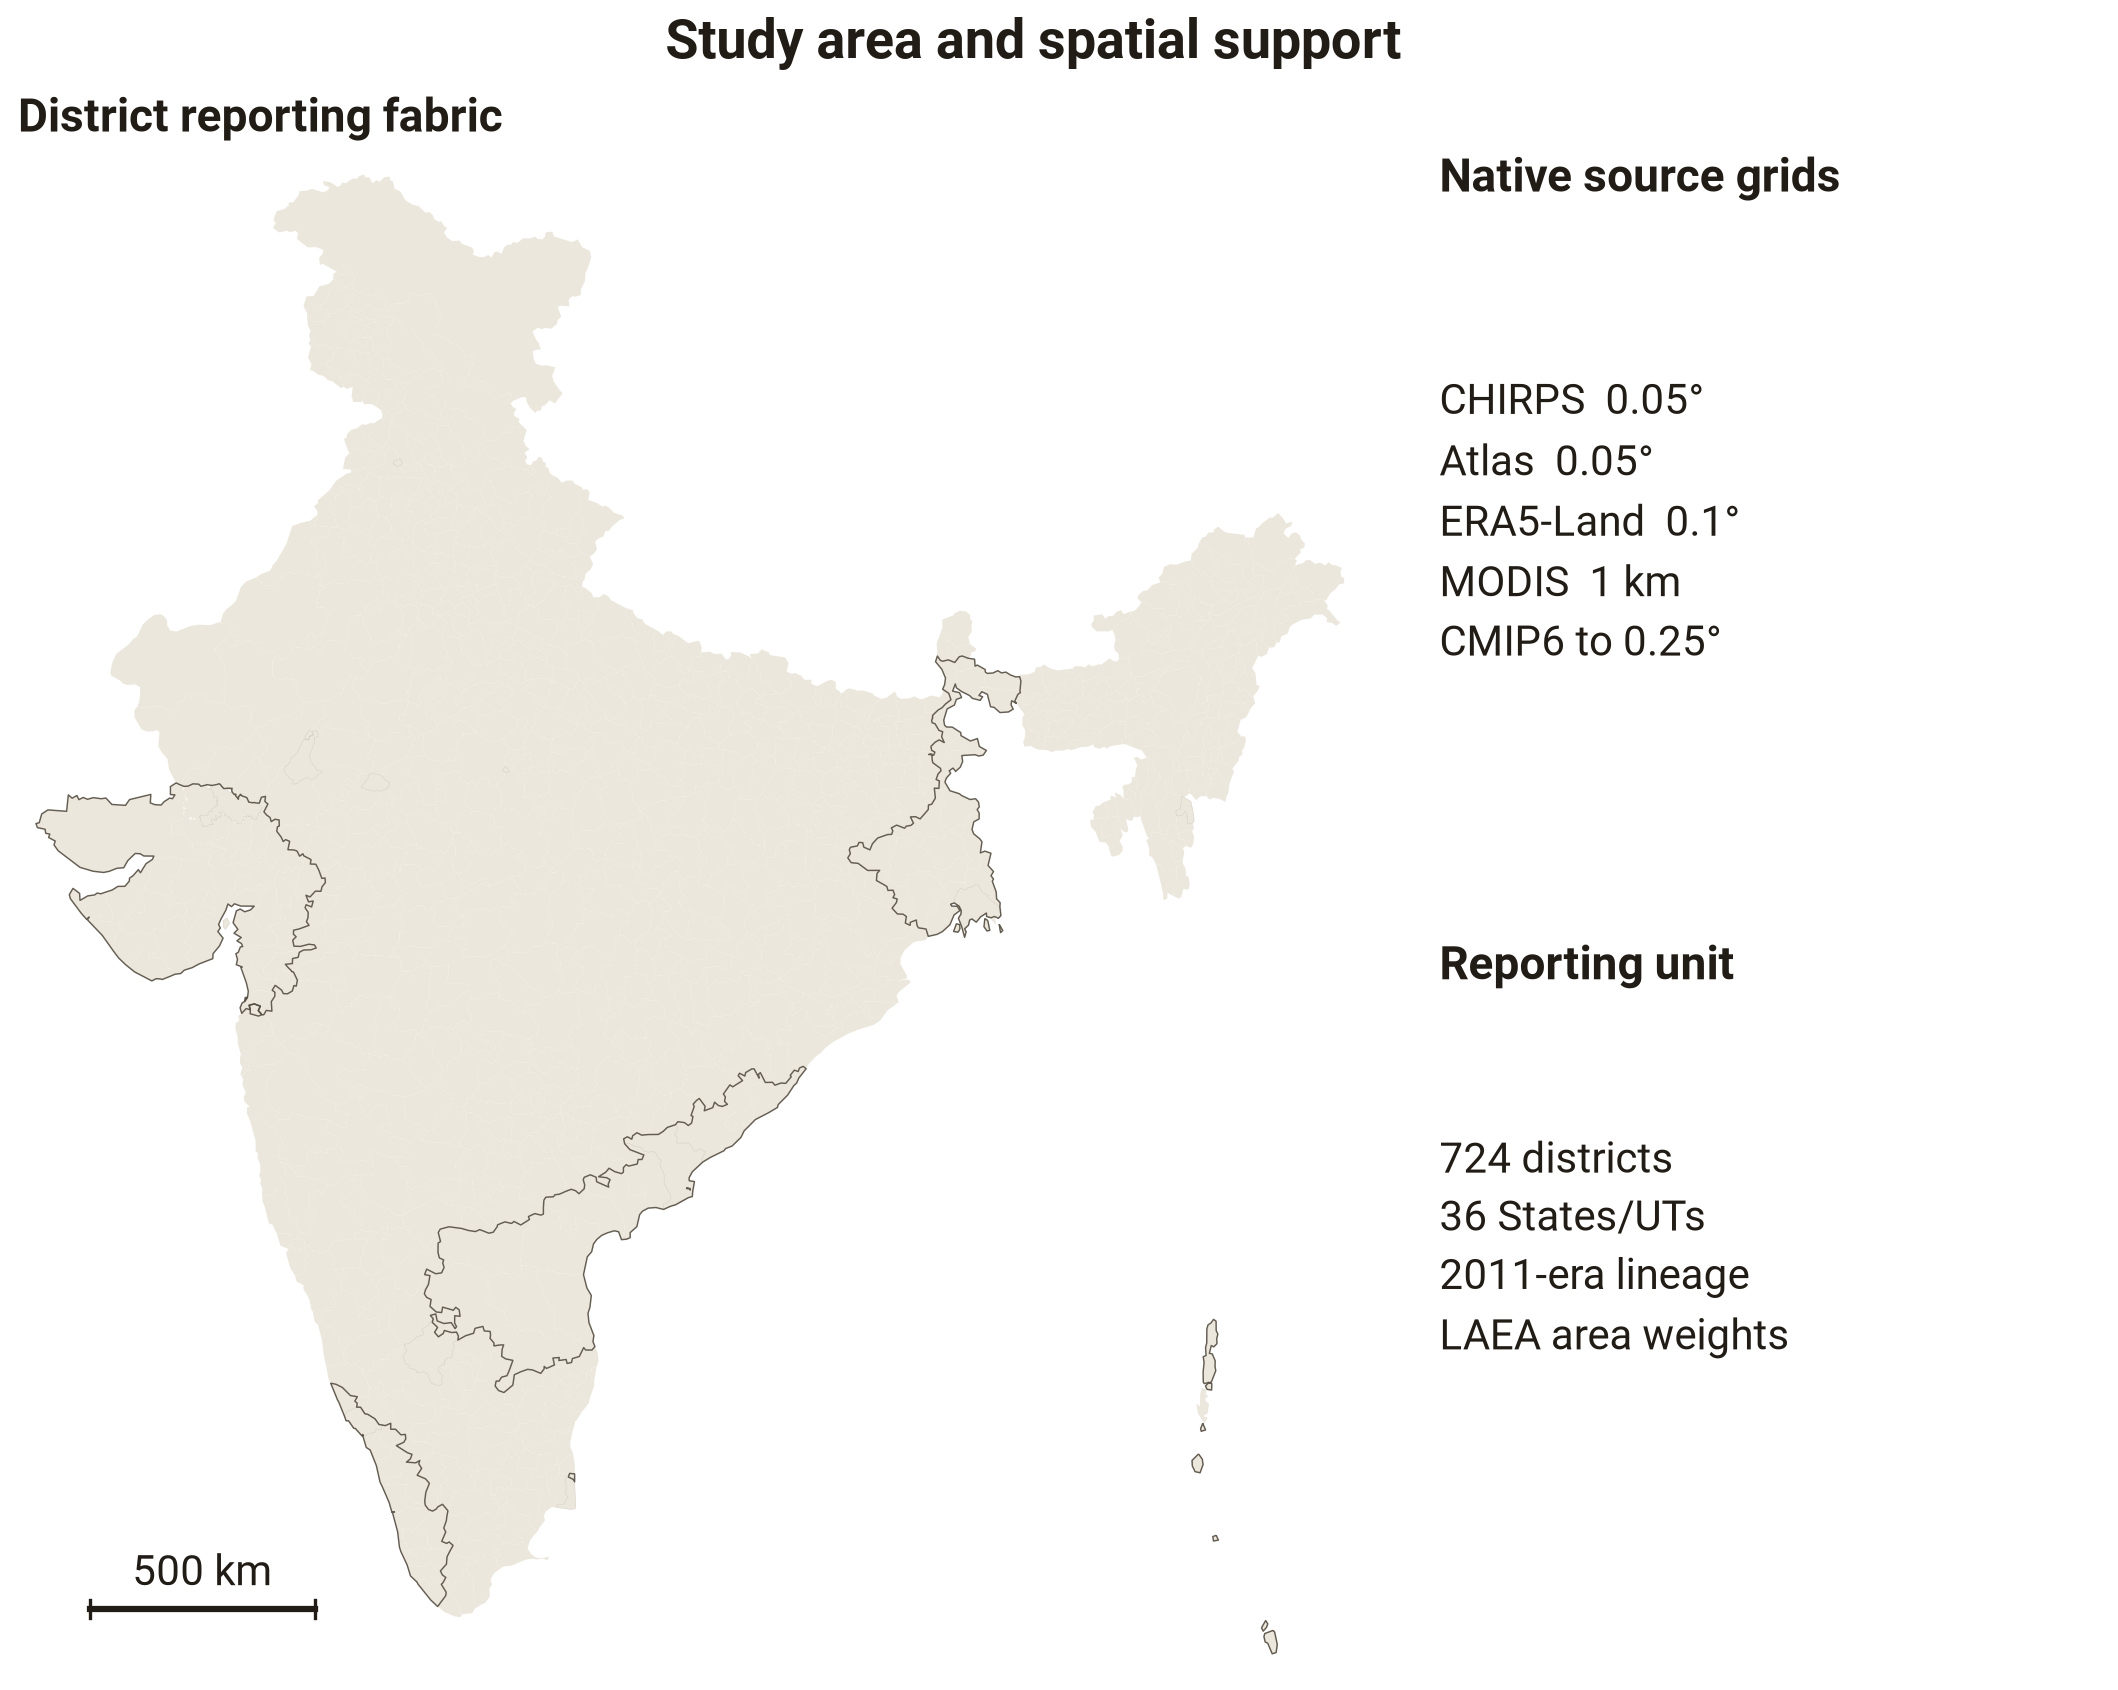 Study area and spatial support
District reporting fabric
Native source grids
CHIRPS 0.05°
Atlas 0.05°
ERA5-Land 0.1°
MODIS 1 km
CMIP6 to 0.25°
Reporting unit
724 districts
36 States/UTs
2011-era lineage
LAEA area weights
500 km